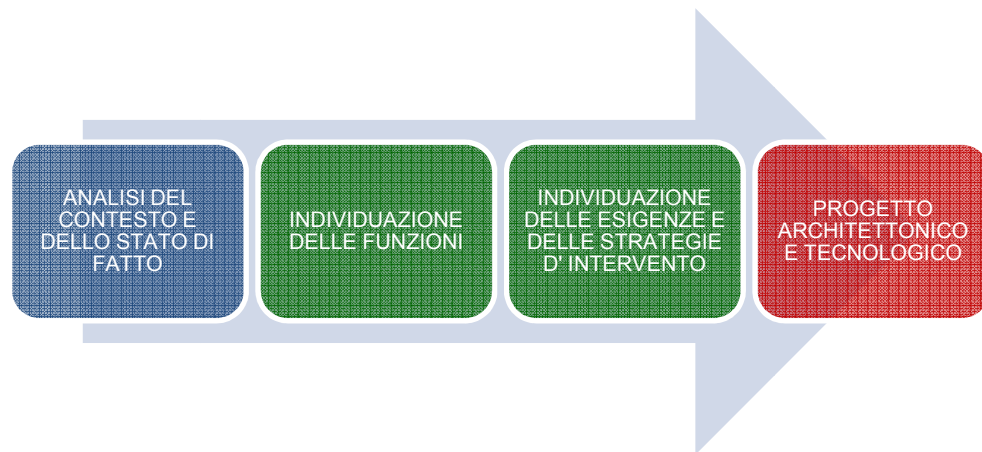 ANALISI DEL
CONTESTO E
DELLO STATO DI
FATTO
INDIVIDUAZIONE
DELLE FUNZIONI
INDIVIDUAZIONE
DELLE ESIGENZE E
DELLE STRATEGIE
D' INTERVENTO
PROGETTO
ARCHITETTONICO
E TECNOLOGICO